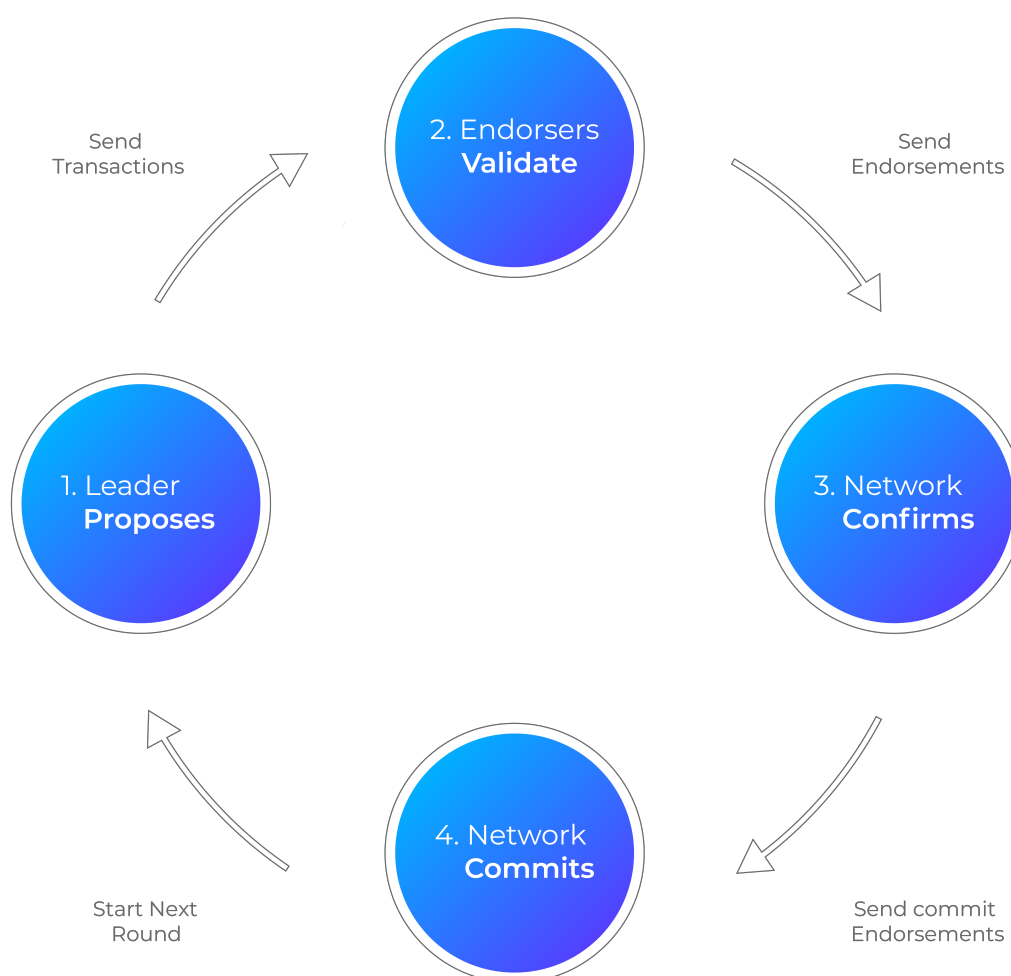 2. Endorsers
Validate
Send
Transactions
Send
Endorsements
1. Leader
Proposes
3. Network
Confirms
4. Network
Commits
Start Next
Round
Send commit
Endorsements